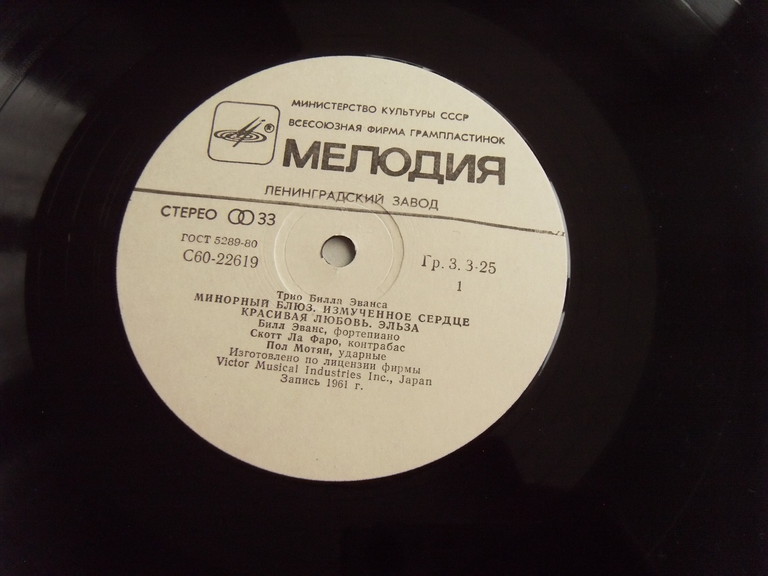 МИНИСТЕРСТВО КУЛЬТУРЫ СССР
ВСЕСОЮЗНАЯ ФИРМА ГРАМПЛАСТИНОК
®
МЕЛОДИЯ
ЛЕНИНГРАДСКИЙ ЗАВОД
СТЕРЕО 33
ГОСТ 5289-80
С60-22619
Гр. 3. 3-25
1
Трио Билла Эванса
МИНОРНЫЙ БЛЮЗ. ИЗМУЧЕННОЕ СЕРДЦЕ
КРАСИВАЯ ЛЮБОВЬ. ЭЛЬЗА
Билл Эванс, фортепиано
Скотт Ла Фаро, контрабас
Пол Мотян, ударные
Изготовлено по лицензии фирмы
Victor Musical Industries Inc., Japan
Запись 1961 г.